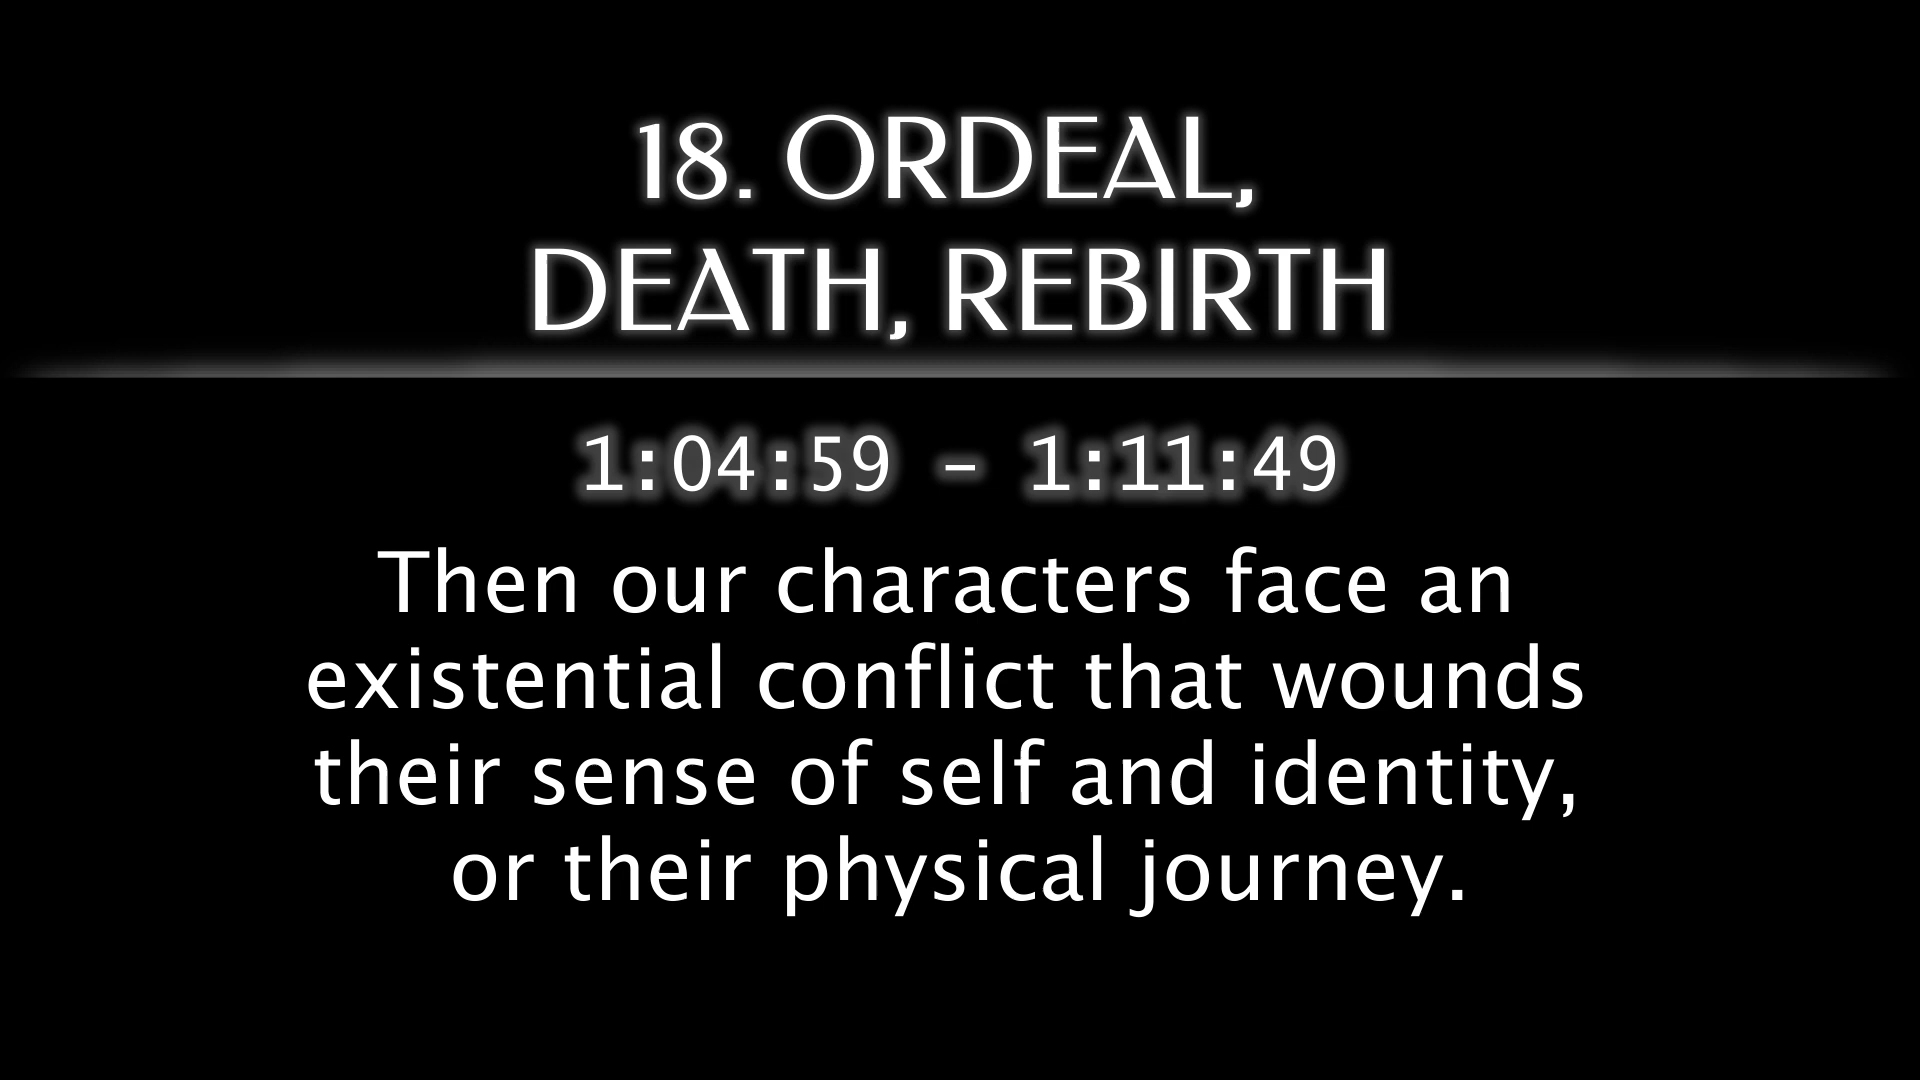 18. ORDEAL,
DEATH, REBIRTH
1:04:59 – 1:11:49
Then our characters face an
existential conflict that wounds
their sense of self and identity,
or their physical journey.